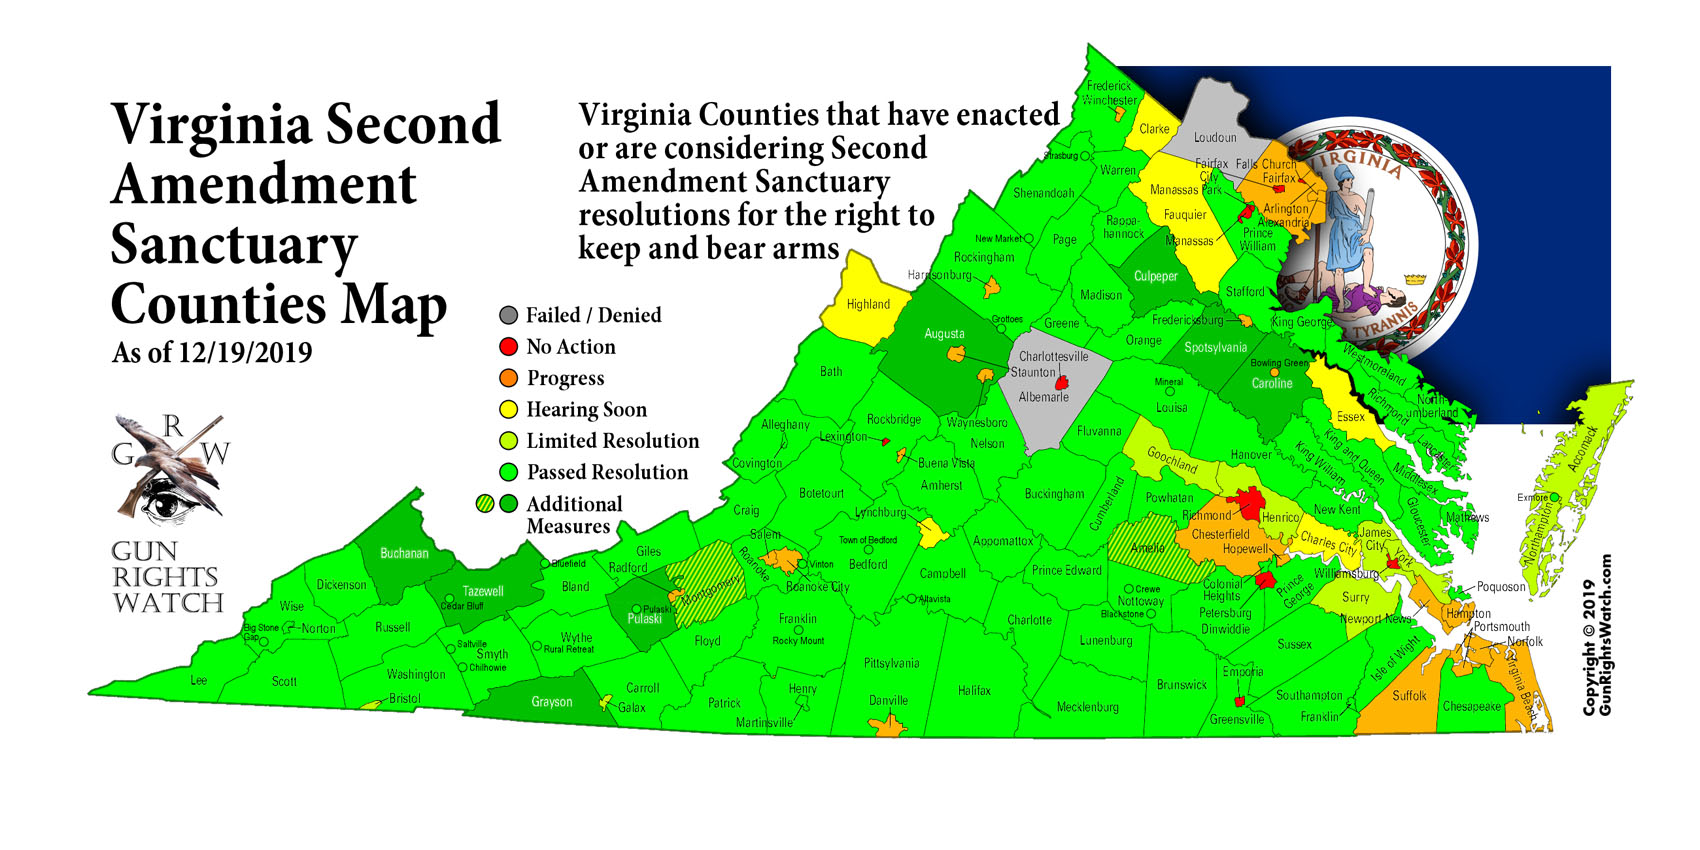 Virginia Second
Amendment
Sanctuary
Counties Map
As of 12/19/2019
Virginia Counties that have enacted
or are considering Second
Amendment Sanctuary
resolutions for the right to
keep and bear arms
Failed / Denied
No Action
Progress
Hearing Soon
Limited Resolution
Passed Resolution
Additional
Measures
G R W
GUN
RIGHTS
WATCH
VIRGINIA
TYRANNIS
Frederick
Winchester
Clarke
Loudoun
Strasburg
Warren
Fairfax
City
Falls Church
Fairfax
Manassas Park
Shenandoah
Arlington
Alexandria
Fauquier
Rappa-
hannock
Prince
William
Manassas
New Market
Page
Rockingham
Harrisonburg
Culpeper
Madison
Stafford
Highland
Grottoes
Greene
Fredericksburg
King George
Augusta
Orange
Spotsylvania
Westmoreland
Charlottesville
Staunton
Albemarle
Bowling Green
Caroline
Bath
Mineral
Louisa
Richmond
North-
umberland
Essex
Rockbridge
Waynesboro
Nelson
Alleghany
Lexington
Fluvanna
Goochland
Hanover
King William
King and Queen
Lancaster
Accomack
Covington
Buena Vista
Amherst
Buckingham
Cumberland
Powhatan
Middlesex
Botetourt
Craig
Lynchburg
Richmond
Henrico
New Kent
Gloucester
Mathews
Exmore
Northampton
Salem
Roanoke
Town of Bedford
Bedford
Appomattox
Amelia
Chesterfield
Hopewell
Charles City
James
City
York
Buchanan
Giles
Radford
Bluefield
Bland
Montgomery
Vinton
Roanoke City
Campbell
Prince Edward
Colonial
Heights
Prince
George
Williamsburg
Poquoson
Dickenson
Tazewell
Cedar Bluff
Wise
Pulaski
Pulaski
Altavista
Crewe
Nottoway
Blackstone
Petersburg
Dinwiddie
Surry
Newport News
Hampton
Portsmouth
Norfolk
Big Stone
Gap
Norton
Russell
Saltville
Smyth
Chilhowie
Wythe
Rural Retreat
Floyd
Franklin
Rocky Mount
Charlotte
Lunenburg
Sussex
Isle of Wight
Virginia Beach
Lee
Scott
Washington
Bristol
Grayson
Carroll
Galax
Patrick
Henry
Martinsville
Pittsylvania
Danville
Halifax
Mecklenburg
Brunswick
Emporia
Greensville
Southampton
Franklin
Suffolk
Chesapeake
Copyright © 2019
GunRightsWatch.com